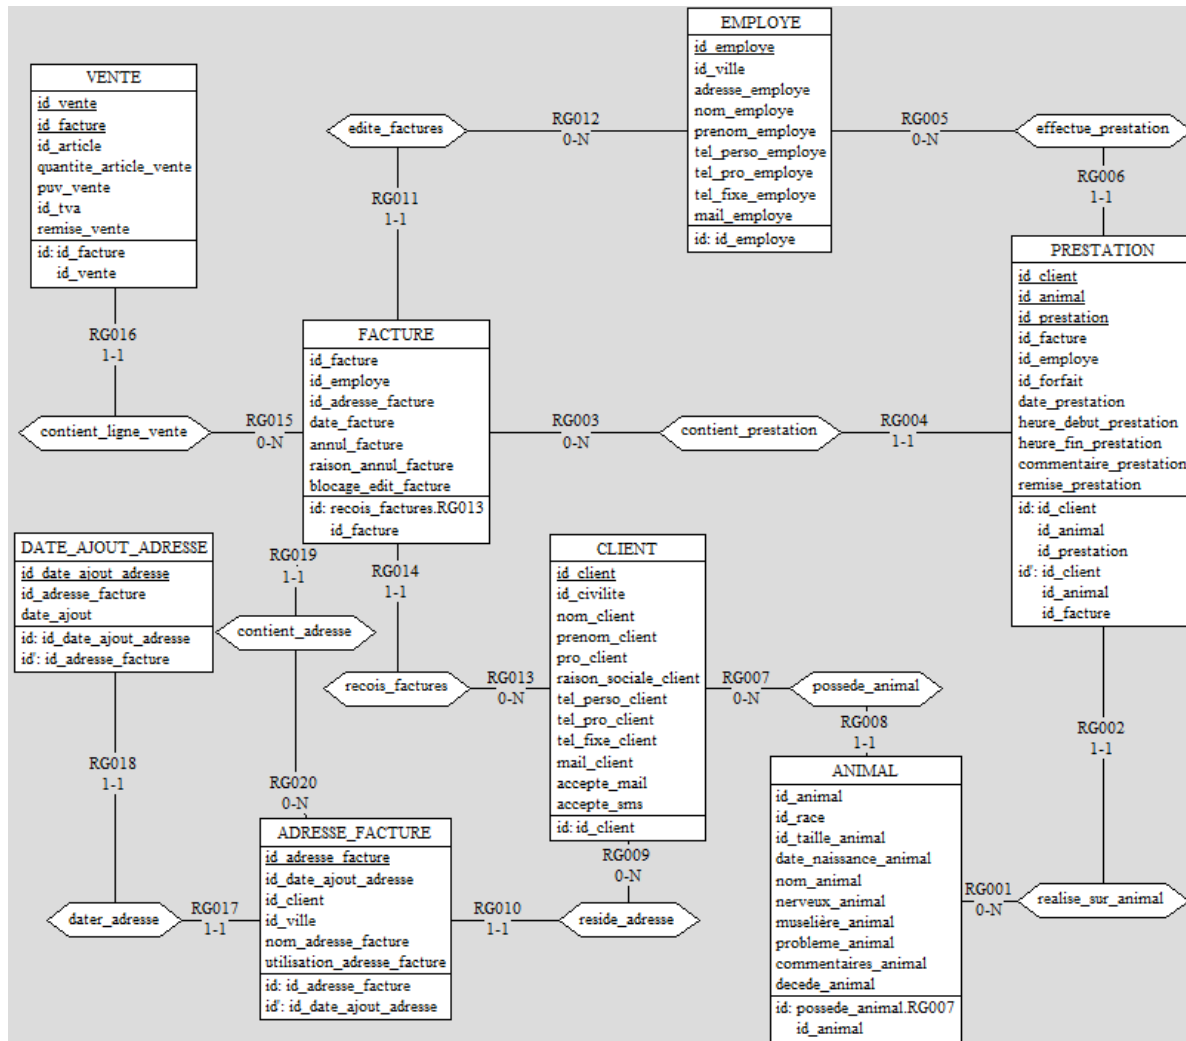 EMPLOYE
id_employe
id_ville
adresse_employe
nom_employe
prenom_employe
tel_perso_employe
tel_pro_employe
tel_fixe_employe
mail_employe
id: id_employe
VENTE
id_vente
id_facture
id_article
quantite_article_vente
puv_vente
id_tva
remise_vente
id: id_facture
id_vente
edite_factures
RG012
0-N
RG005
0-N
effectue_prestation
RG011
1-1
RG006
1-1
PRESTATION
id_client
id_animal
id_prestation
id_facture
id_employe
id_forfait
date_prestation
heure_debut_prestation
heure_fin_prestation
commentaire_prestation
remise_prestation
id: id_client
id_animal
id_prestation
id': id_client
id_animal
id_facture
RG016
1-1
FACTURE
id_facture
id_employe
id_adresse_facture
date_facture
annul_facture
raison_annul_facture
blocage_edit_facture
id: recois_factures.RG013
id_facture
contient_ligne_vente
RG015
0-N
RG003
0-N
contient_prestation
RG004
1-1
DATE_AJOUT_ADRESSE
id_date_ajout_adresse
id_adresse_facture
date_ajout
id: id_date_ajout_adresse
id': id_adresse_facture
RG019
1-1
contient_adresse
RG014
1-1
recois_factures
RG013
0-N
CLIENT
id_client
id_civilite
nom_client
prenom_client
pro_client
raison_sociale_client
tel_perso_client
tel_pro_client
tel_fixe_client
mail_client
accepte_mail
accepte_sms
id: id_client
RG007
0-N
possede_animal
RG008
1-1
RG002
1-1
RG018
1-1
RG020
0-N
ANIMAL
id_animal
id_race
id_taille_animal
date_naissance_animal
nom_animal
nerveux_animal
muselière_animal
probleme_animal
commentaires_animal
decede_animal
id: possede_animal.RG007
id_animal
RG001
0-N
realise_sur_animal
ADRESSE_FACTURE
id_adresse_facture
id_date_ajout_adresse
id_client
id_ville
nom_adresse_facture
utilisation_adresse_facture
id: id_adresse_facture
id': id_date_ajout_adresse
RG009
0-N
dater_adresse
RG017
1-1
RG010
1-1
reside_adresse